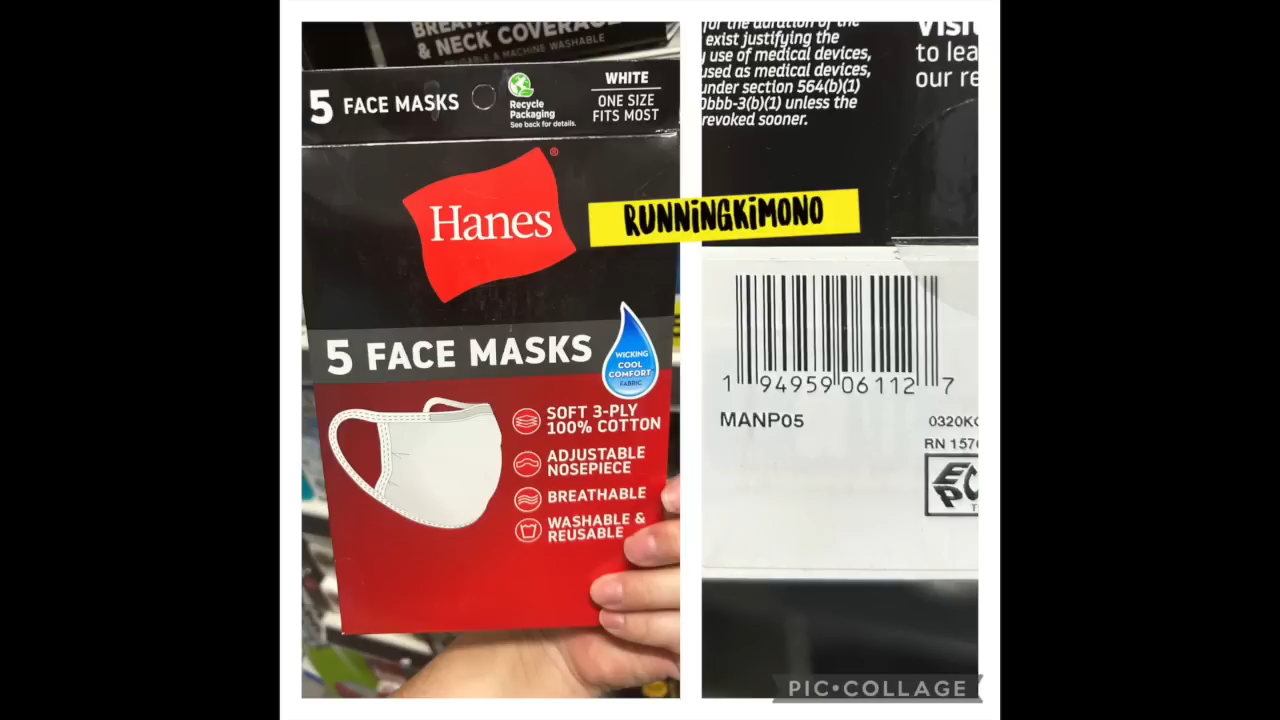 & NECK COVERAGE
REUSABLE & MACHINE WASHABLE
5 FACE MASKS
Recycle
Packaging
See back for details.
WHITE
ONE SIZE
FITS MOST
Hanes®
5 FACE MASKS
WICKING
COOL
COMFORT
FABRIC
SOFT 3-PLY
100% COTTON
ADJUSTABLE
NOSEPIECE
BREATHABLE
WASHABLE &
REUSABLE
RUNNiNGKiMONO
for the duration of the
exist justifying the
use of medical devices,
used as medical devices,
under section 564(b)(1)
0bbb-3(b)(1) unless the
revoked sooner.
to lea
our re
1 94959 06112 7
MANP05
0320K
RN 157
PIC•COLLAGE